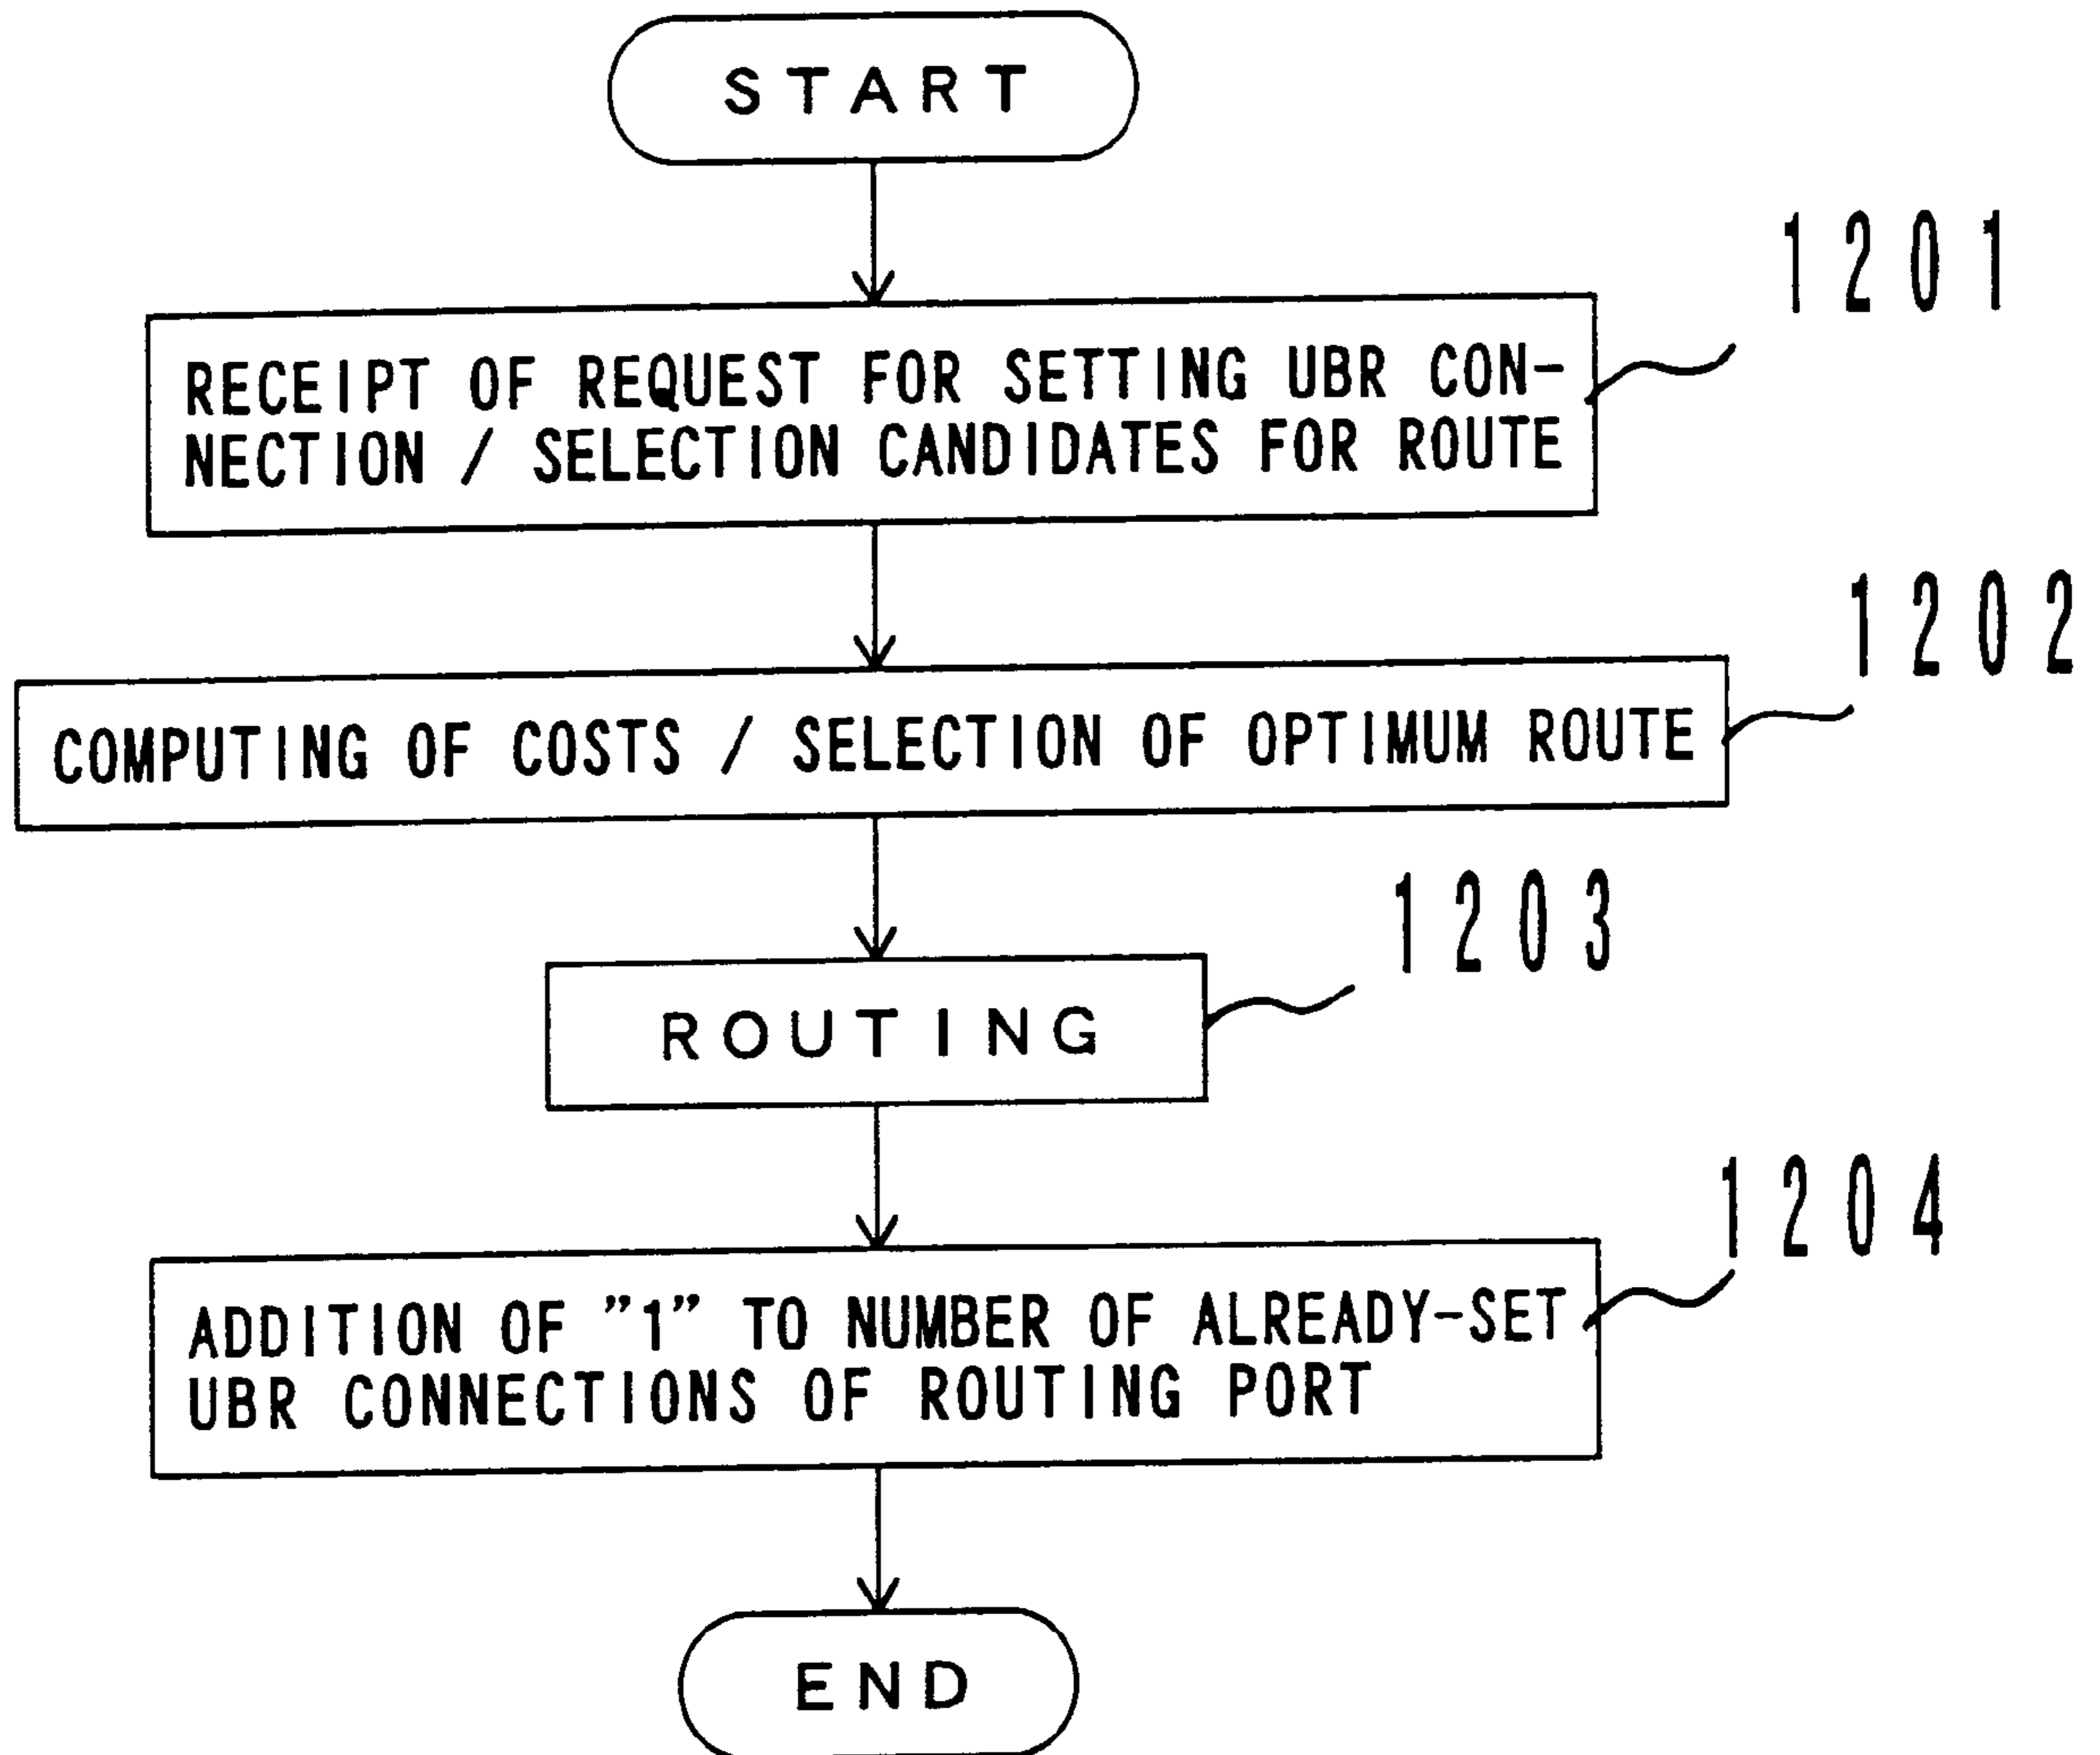 START
1201
RECEIPT OF REQUEST FOR SETTING UBR CON-
NECTION / SELECTION CANDIDATES FOR ROUTE
1202
COMPUTING OF COSTS / SELECTION OF OPTIMUM ROUTE
1203
ROUTING
1204
ADDITION OF "1" TO NUMBER OF ALREADY-SET
UBR CONNECTIONS OF ROUTING PORT
END